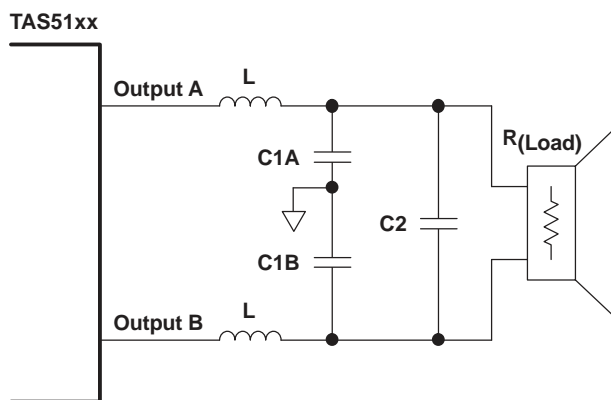 TAS51xx
Output A
L
C1A
R(Load)
C2
C1B
L
Output B